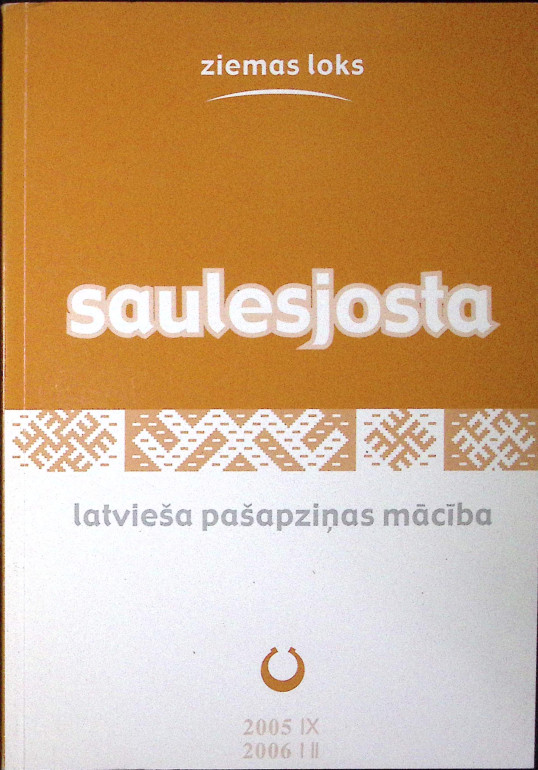 ziemas loks
saulesjosta
latvieša pašapziņas mācība
2005 IX
2006 I II